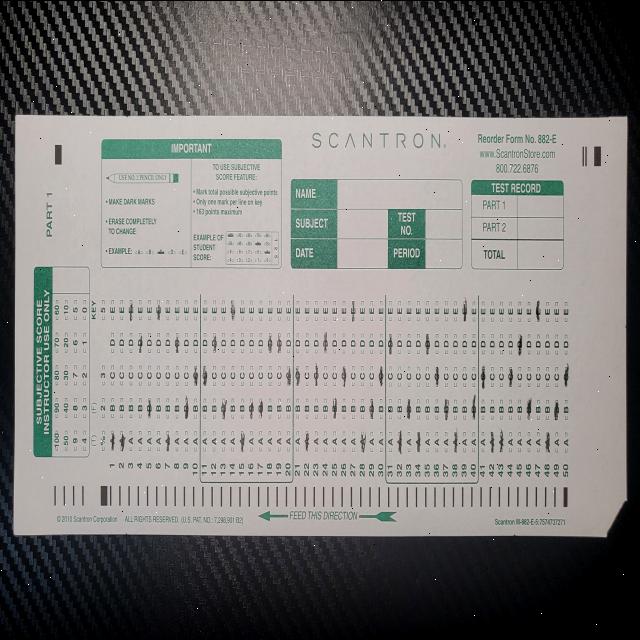 SCANTRON®
IMPORTANT
USE NO. 2 PENCIL ONLY
• MAKE DARK MARKS
• ERASE COMPLETELY
TO CHANGE
• EXAMPLE:
TO USE SUBJECTIVE
SCORE FEATURE:
• Mark total possible subjective points
• Only one mark per line on key
• 163 points maximum
EXAMPLE OF
STUDENT
SCORE:
NAME
SUBJECT
TEST
NO.
DATE
PERIOD
Reorder Form No. 882-E
www.ScantronStore.com
800.722.6876
TEST RECORD
PART 1
PART 2
TOTAL
PART 1
SUBJECTIVE SCORE
INSTRUCTOR USE ONLY
100 90 80 70 60
50 40 30 20 10
9 8 7 6 5
4 3 2 1
KEY
(T) (F)
% 2 3 4 5
1 A B C D E
2 A B C D E
3 A B C D E
4 A B C D E
5 A B C D E
6 A B C D E
7 A B C D E
8 A B C D E
9 A B C D E
10 A B C D E
11 A B C D E
12 A B C D E
13 A B C D E
14 A B C D E
15 A B C D E
16 A B C D E
17 A B C D E
18 A B C D E
19 A B C D E
20 A B C D E
21 A B C D E
22 A B C D E
23 A B C D E
24 A B C D E
25 A B C D E
26 A B C D E
27 A B C D E
28 A B C D E
29 A B C D E
30 A B C D E
31 A B C D E
32 A B C D E
33 A B C D E
34 A B C D E
35 A B C D E
36 A B C D E
37 A B C D E
38 A B C D E
39 A B C D E
40 A B C D E
41 A B C D E
42 A B C D E
43 A B C D E
44 A B C D E
45 A B C D E
46 A B C D E
47 A B C D E
48 A B C D E
49 A B C D E
50 A B C D E
© 2010 Scantron Corporation ALL RIGHTS RESERVED. (U.S. PAT. NO.: 7,298,901 B2)
FEED THIS DIRECTION
Scantron III-882-E-5:7574737271